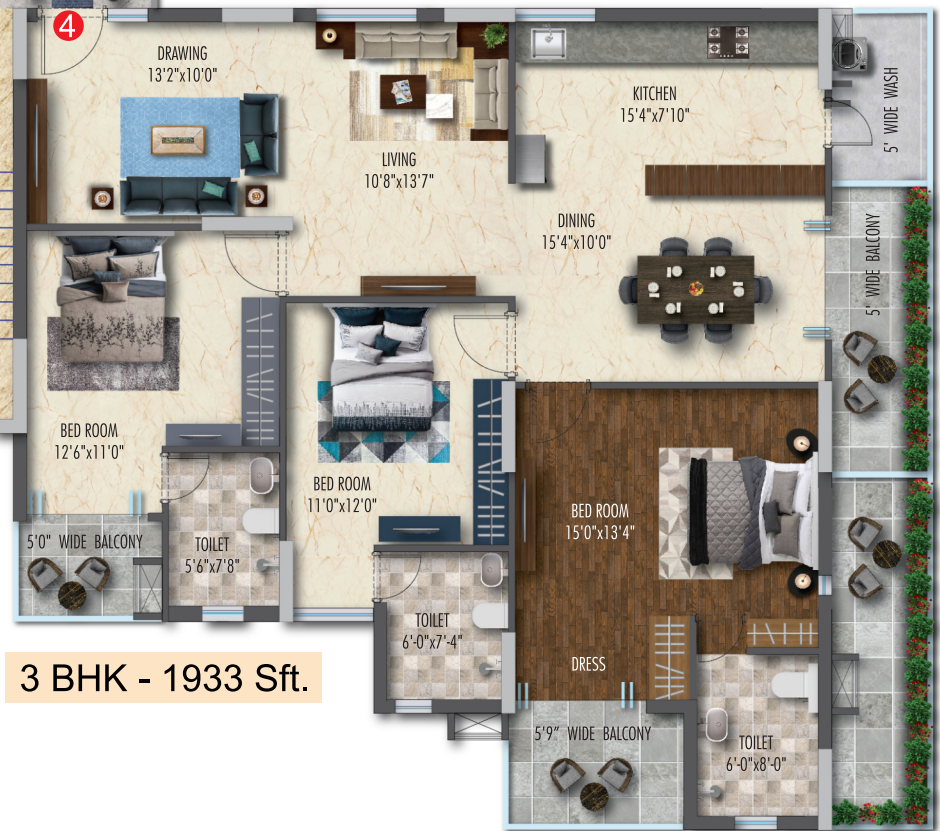 4
DRAWING
13'2"x10'0"
KITCHEN
15'4"x7'10"
5' WIDE WASH
LIVING
10'8"x13'7"
DINING
15'4"x10'0"
5" WIDE BALCONY
BED ROOM
12'6"x11'0"
BED ROOM
11'0"x12'0"
BED ROOM
15'0"x13'4"
5'0" WIDE BALCONY
TOILET
5'6"x7'8"
TOILET
6'-0"x7'-4"
DRESS
3 BHK - 1933 Sft.
5'9" WIDE BALCONY
TOILET
6'-0"x8'-0"